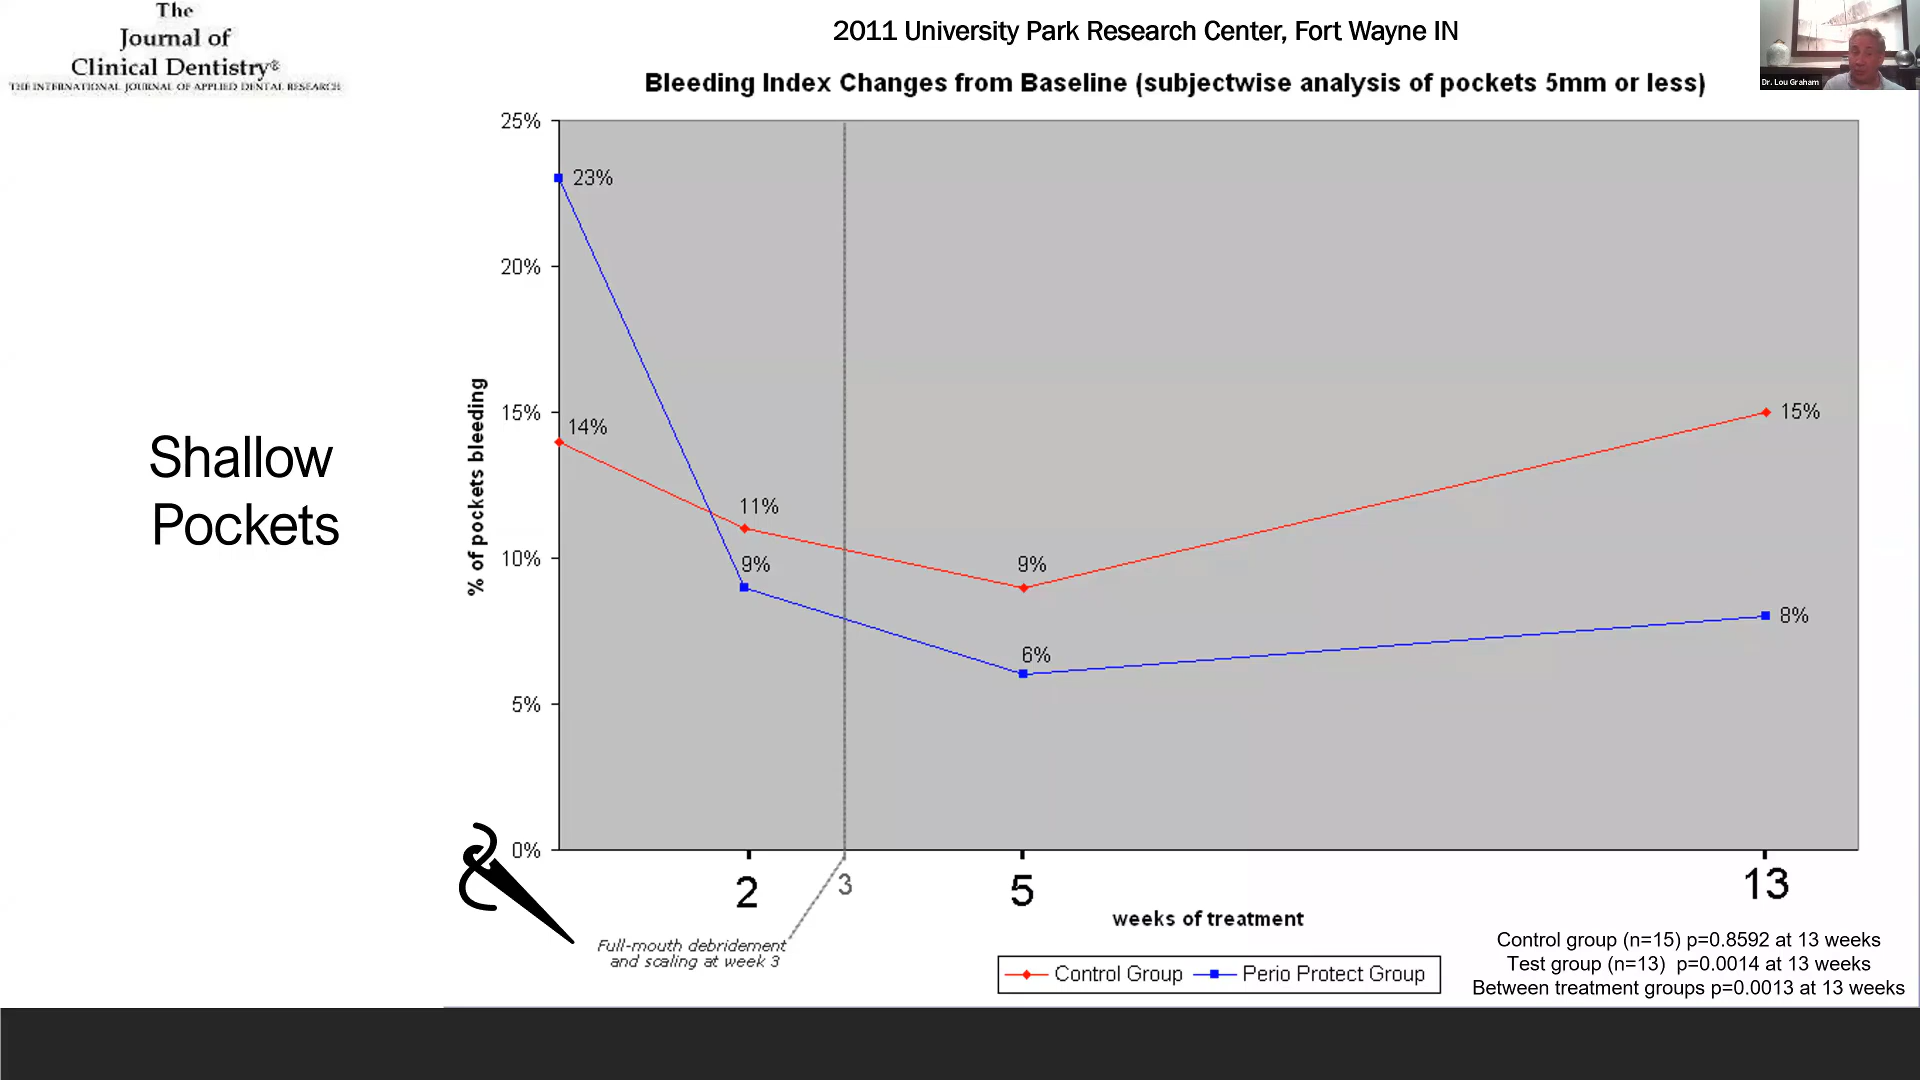 The
Journal of
Clinical Dentistry®
THE INTERNATIONAL JOURNAL OF APPLIED DENTAL RESEARCH
2011 University Park Research Center, Fort Wayne IN
Dr. Lou Graham
Bleeding Index Changes from Baseline (subjectwise analysis of pockets 5mm or less)
Shallow
Pockets
% of pockets bleeding
25%
20%
15%
10%
5%
0%
23%
14%
11%
9%
9%
6%
15%
8%
2
3
5
13
weeks of treatment
Full-mouth debridement
and scaling at week 3
Control Group
Perio Protect Group
Control group (n=15) p=0.8592 at 13 weeks
Test group (n=13) p=0.0014 at 13 weeks
Between treatment groups p=0.0013 at 13 weeks